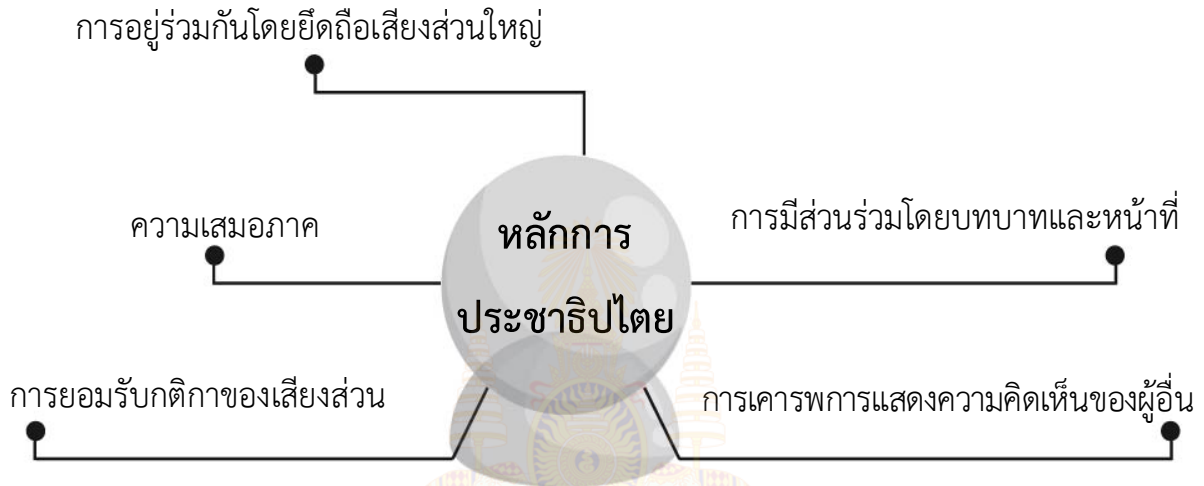 การอยู่ร่วมกันโดยยึดถือเสียงส่วนใหญ่
ความเสมอภาค
หลักการ
ประชาธิปไตย
การมีส่วนร่วมโดยบทบาทและหน้าที่
การยอมรับกติกาของเสียงส่วน
การเคารพการแสดงความคิดเห็นของผู้อื่น